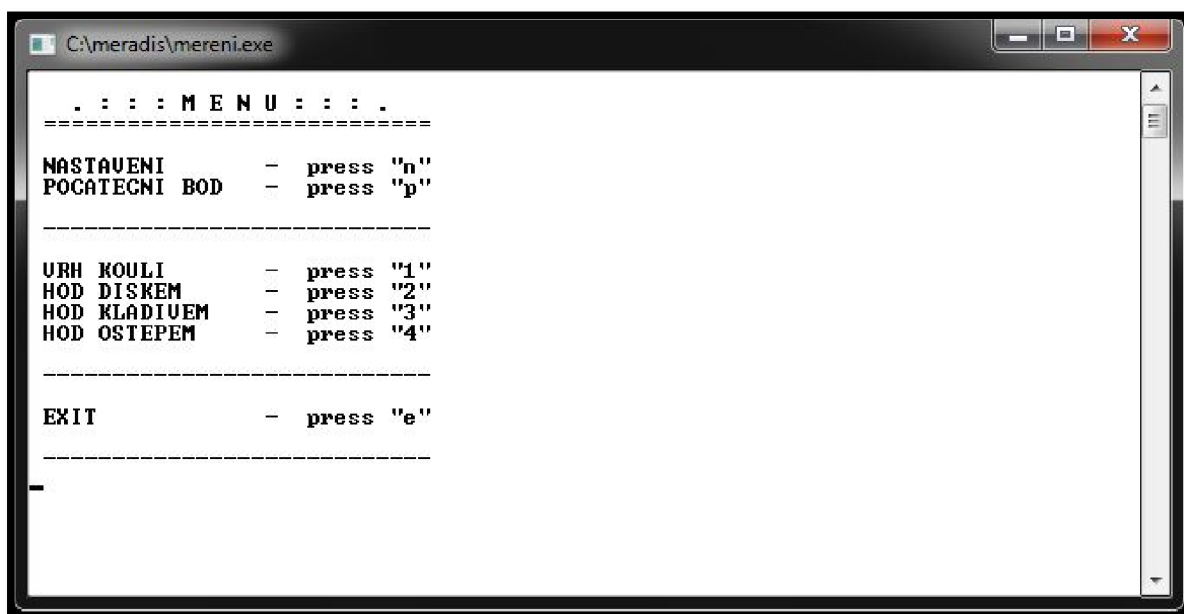 C:\meradis\mereni.exe
. : : : M E N U : : : .
============================
NASTAVENI - press "n"
POCATECNI BOD - press "p"
----------------------------
VRH KOULI - press "1"
HOD DISKEM - press "2"
HOD KLADIVEM - press "3"
HOD OSTEPEM - press "4"
----------------------------
EXIT - press "e"
----------------------------